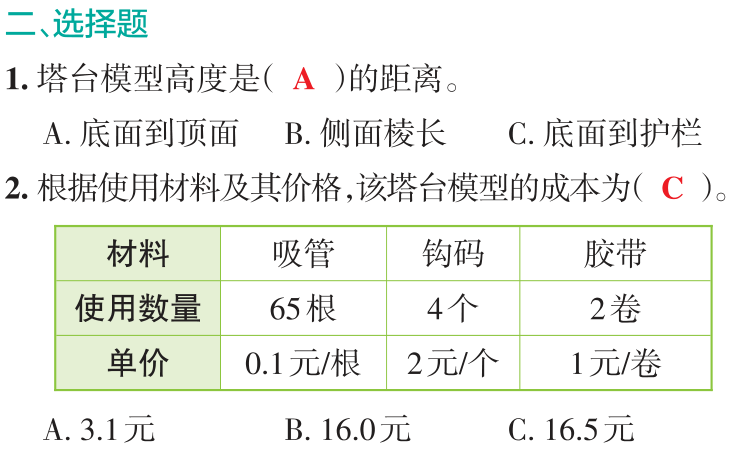 二、选择题
1. 塔台模型高度是( A )的距离。
A. 底面到顶面 B. 侧面棱长 C. 底面到护栏
2. 根据使用材料及其价格,该塔台模型的成本为( C )。
材料 吸管 钩码 胶带
使用数量 65根 4个 2卷
单价 0.1元/根 2元/个 1元/卷
A. 3.1元 B. 16.0元 C. 16.5元